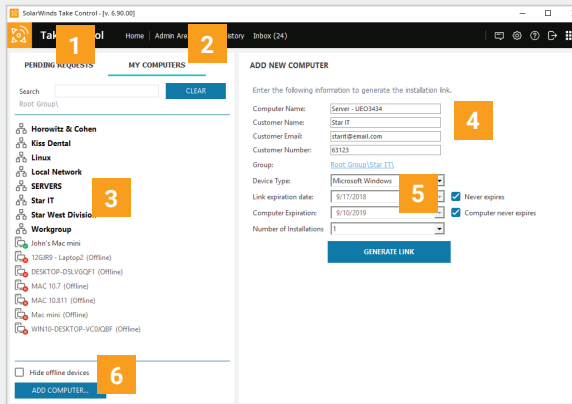 SolarWinds Take Control - [v. 6.90.00]
Home
Admin
Inbox (24)
1
2
MY COMPUTERS
Search
CLEAR
Root Group\
Horowitz & Cohen
Kiss Dental
Linux
Local Network
SERVERS
Star IT
Star West Division
Workgroup
3
John's Mac mini
12GJR9 - Laptop2 (Offline)
DESKTOP-D5LVGQF1 (Offline)
MAC 10.7 (Offline)
MAC 10.811 (Offline)
Mac mini (Offline)
WIN10-DESKTOP-VC0JQBF (Offline)
Hide offline devices
6
ADD COMPUTER...
ADD NEW COMPUTER
Enter the following information to generate the installation link.
Computer Name: Server - UEO3434
Customer Name: Star IT
Customer Email: starit@email.com
Customer Number: 63123
4
Group: Root Group\Star IT\
Device Type: Microsoft Windows
5
Link expiration date: 9/17/2018 Never expires
Computer Expiration: 9/10/2019 Computer never expires
Number of Installations 1
GENERATE LINK